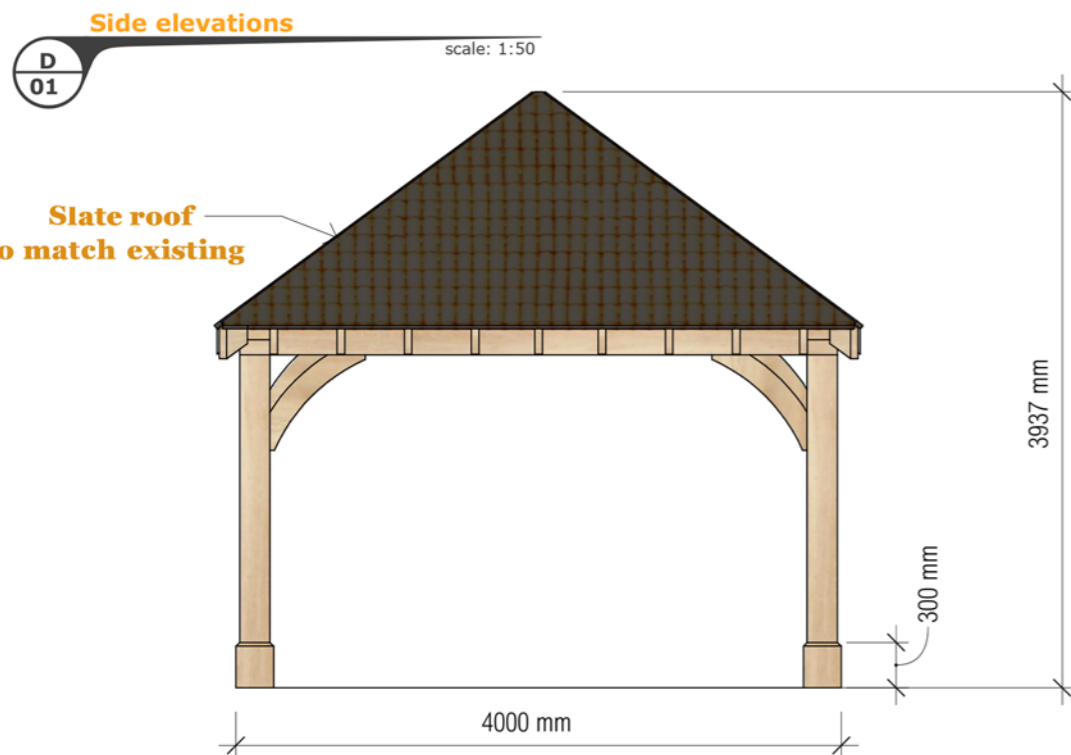 Side elevations
scale: 1:50
D
01
Slate roof
o match existing
3937 mm
300 mm
4000 mm